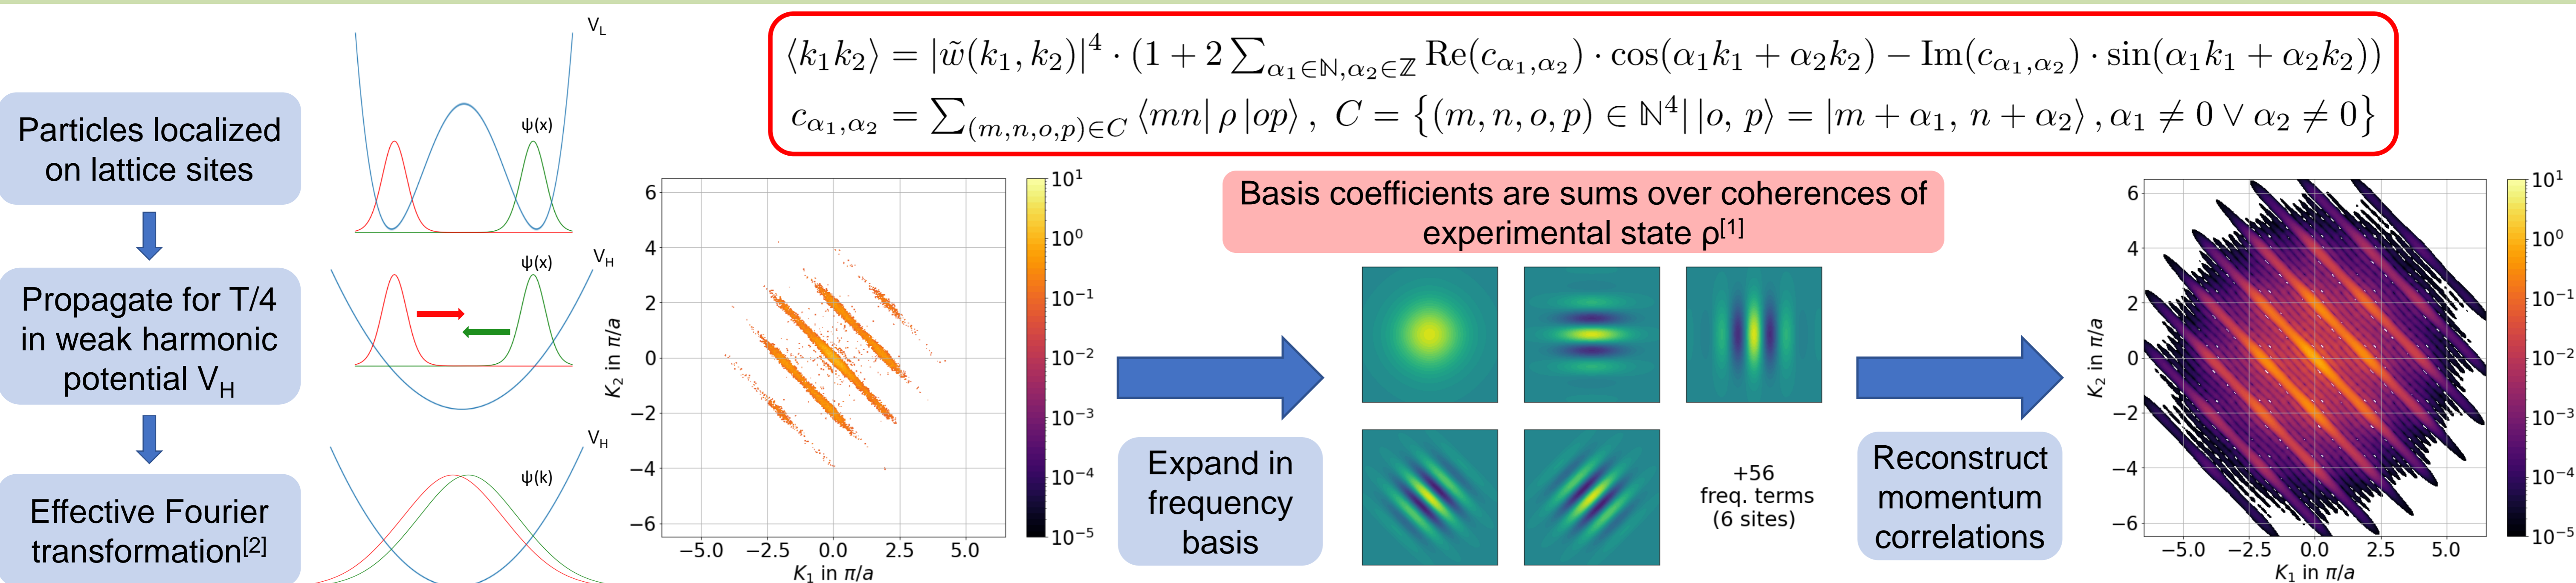 ⟨k₁k₂⟩ = |w̃(k₁, k₂)|⁴ · (1 + 2 ∑_{α₁∈ℕ,α₂∈ℤ} Re(c_{α₁,α₂}) · cos(α₁k₁ + α₂k₂) − Im(c_{α₁,α₂}) · sin(α₁k₁ + α₂k₂))
c_{α₁,α₂} = ∑_{(m,n,o,p)∈C} ⟨mn| ρ |op⟩ , C = {(m, n, o, p) ∈ ℕ⁴| |o, p⟩ = |m + α₁, n + α₂⟩ , α₁ ≠ 0 ∨ α₂ ≠ 0}
Particles localized
on lattice sites
Propagate for T/4
in weak harmonic
potential V_H
Effective Fourier
transformation[2]
V_L
ψ(x)
V_H
ψ(x)
V_H
ψ(k)
6
4
2
0
−2
−4
−6
K₂ in π/a
−5.0 −2.5 0.0 2.5 5.0
K₁ in π/a
10¹
10⁰
10⁻¹
10⁻²
10⁻³
10⁻⁴
10⁻⁵
Expand in
frequency
basis
Basis coefficients are sums over coherences of
experimental state ρ[1]
+56
freq. terms
(6 sites)
Reconstruct
momentum
correlations
6
4
2
0
−2
−4
−6
K₂ in π/a
−5.0 −2.5 0.0 2.5 5.0
K₁ in π/a
10¹
10⁰
10⁻¹
10⁻²
10⁻³
10⁻⁴
10⁻⁵